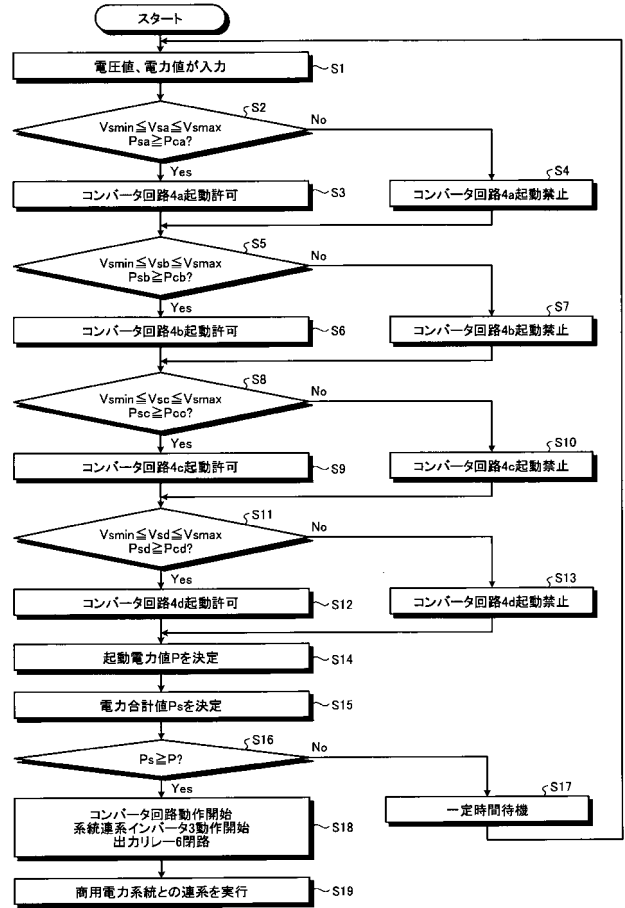 スタート
電圧値、電力値が入力
S1
Vsmin≦Vsa≦Vsmax
Psa≧Pca?
S2
No
Yes
コンバータ回路4a起動許可
S3
コンバータ回路4a起動禁止
S4
Vsmin≦Vsb≦Vsmax
Psb≧Pcb?
S5
No
Yes
コンバータ回路4b起動許可
S6
コンバータ回路4b起動禁止
S7
Vsmin≦Vsc≦Vsmax
Psc≧Pcc?
S8
No
Yes
コンバータ回路4c起動許可
S9
コンバータ回路4c起動禁止
S10
Vsmin≦Vsd≦Vsmax
Psd≧Pcd?
S11
No
Yes
コンバータ回路4d起動許可
S12
コンバータ回路4d起動禁止
S13
起動電力値Pを決定
S14
電力合計値Psを決定
S15
Ps≧P?
S16
No
Yes
一定時間待機
S17
コンバータ回路動作開始
系統連系インバータ3動作開始
出力リレー6閉路
S18
商用電力系統との連系を実行
S19